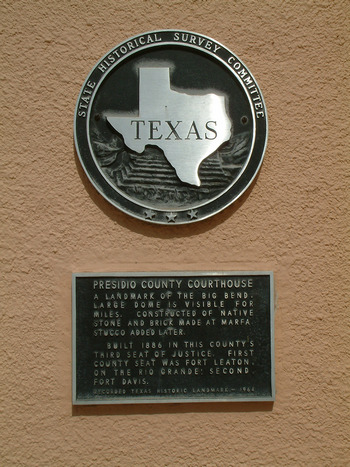 STATE HISTORICAL SURVEY COMMITTEE
TEXAS
PRESIDIO COUNTY COURTHOUSE
A LANDMARK OF THE BIG BEND.
LARGE DOME IS VISIBLE FOR
MILES. CONSTRUCTED OF NATIVE
STONE AND BRICK MADE AT MARFA.
STUCCO ADDED LATER.
BUILT 1886 IN THIS COUNTY'S
THIRD SEAT OF JUSTICE. FIRST
COUNTY SEAT WAS FORT LEATON,
ON THE RIO GRANDE; SECOND,
FORT DAVIS.
RECORDED TEXAS HISTORIC LANDMARK - 1964